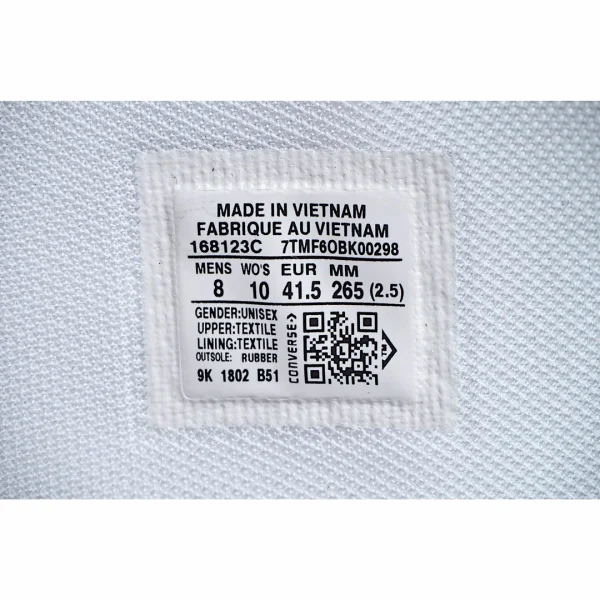 MADE IN VIETNAM
FABRIQUE AU VIETNAM
168123C 7TMF6OBK00298
MENS WO'S EUR MM
8 10 41.5 265 (2.5)
GENDER:UNISEX
UPPER:TEXTILE
LINING:TEXTILE
OUTSOLE: RUBBER
9K 1802 B51
CONVERSE
TM